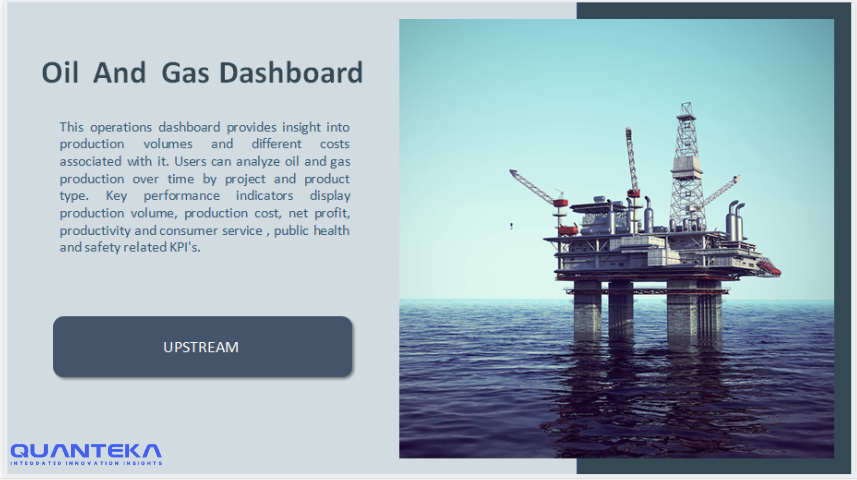 Oil And Gas Dashboard
This operations dashboard provides insight into
production volumes and different costs
associated with it. Users can analyze oil and gas
production over time by project and product
type. Key performance indicators display
production volume, production cost, net profit,
productivity and consumer service , public health
and safety related KPI's.
UPSTREAM
QUANTEKA
INTEGRATED INNOVATION INSIGHTS